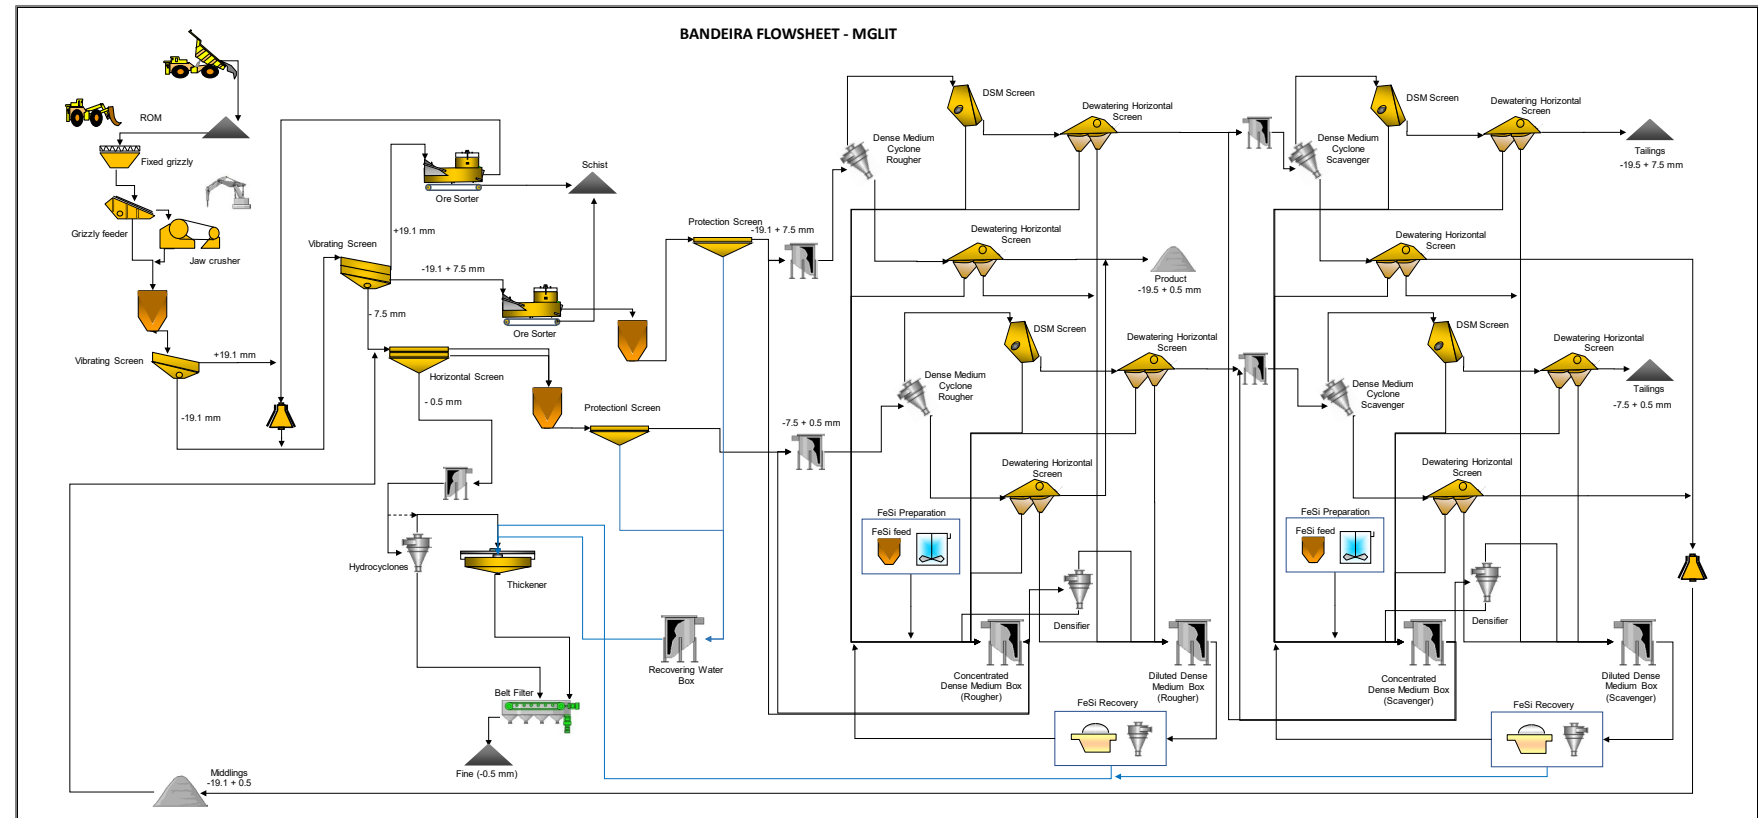 BANDEIRA FLOWSHEET - MGLIT
ROM
Fixed grizzly
Grizzly feeder
Jaw crusher
Vibrating Screen
+19.1 mm
-19.1 mm
Vibrating Screen
+19.1 mm
-19.1 + 7.5 mm
- 7.5 mm
Ore Sorter
Schist
Ore Sorter
Horizontal Screen
- 0.5 mm
Protection Screen
-19.1 + 7.5 mm
Protectionl Screen
-7.5 + 0.5 mm
Hydrocyclones
Thickener
Belt Filter
Fine (-0.5 mm)
Middlings
-19.1 + 0.5
Recovering Water
Box
Dense Medium
Cyclone
Rougher
DSM Screen
Dewatering Horizontal
Screen
Dewatering Horizontal
Screen
Product
-19.5 + 0.5 mm
Dense Medium
Cyclone
Rougher
DSM Screen
Dewatering Horizontal
Screen
Dewatering Horizontal
Screen
FeSi Preparation
FeSi feed
Densifier
Concentrated
Dense Medium Box
(Rougher)
Diluted Dense
Medium Box
(Rougher)
FeSi Recovery
Dense Medium
Cyclone
Scavenger
DSM Screen
Dewatering Horizontal
Screen
Tailings
-19.5 + 7.5 mm
Dewatering Horizontal
Screen
DSM Screen
Dewatering Horizontal
Screen
Dense Medium
Cyclone
Scavenger
Tailings
-7.5 + 0.5 mm
Dewatering Horizontal
Screen
FeSi Preparation
FeSi feed
Densifier
Concentrated
Dense Medium Box
(Scavenger)
Diluted Dense
Medium Box
(Scavenger)
FeSi Recovery